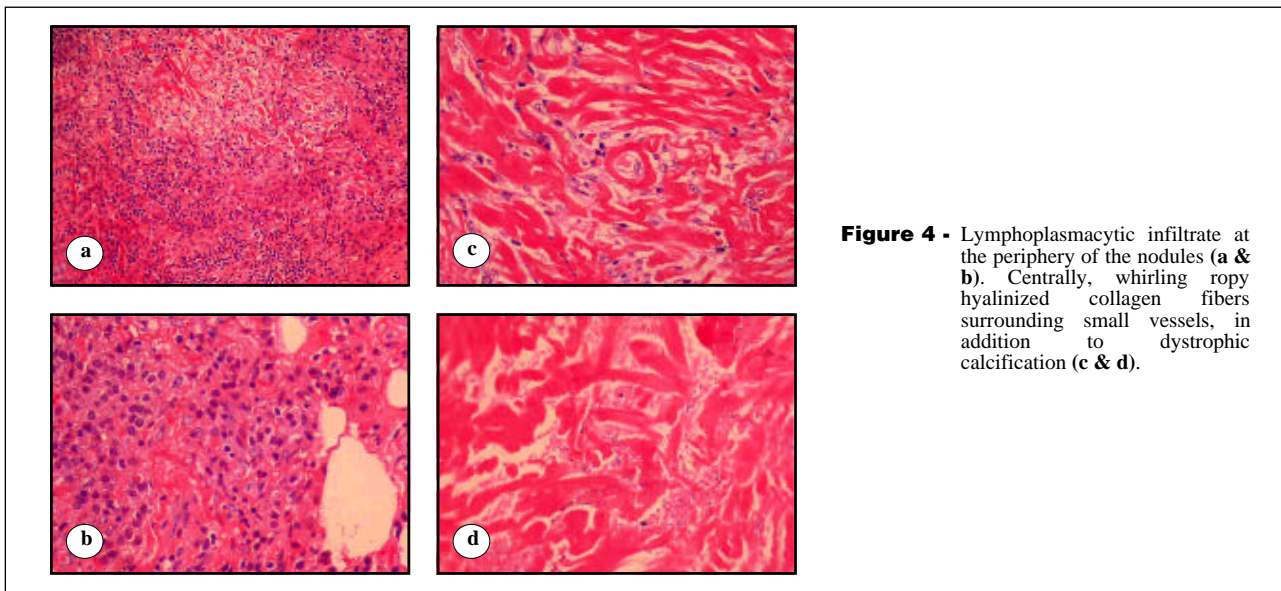 a
c
b
d
Figure 4 - Lymphoplasmacytic infiltrate at
the periphery of the nodules (a &
b). Centrally, whirling ropy
hyalinized collagen fibers
surrounding small vessels, in
addition to dystrophic
calcification (c & d).